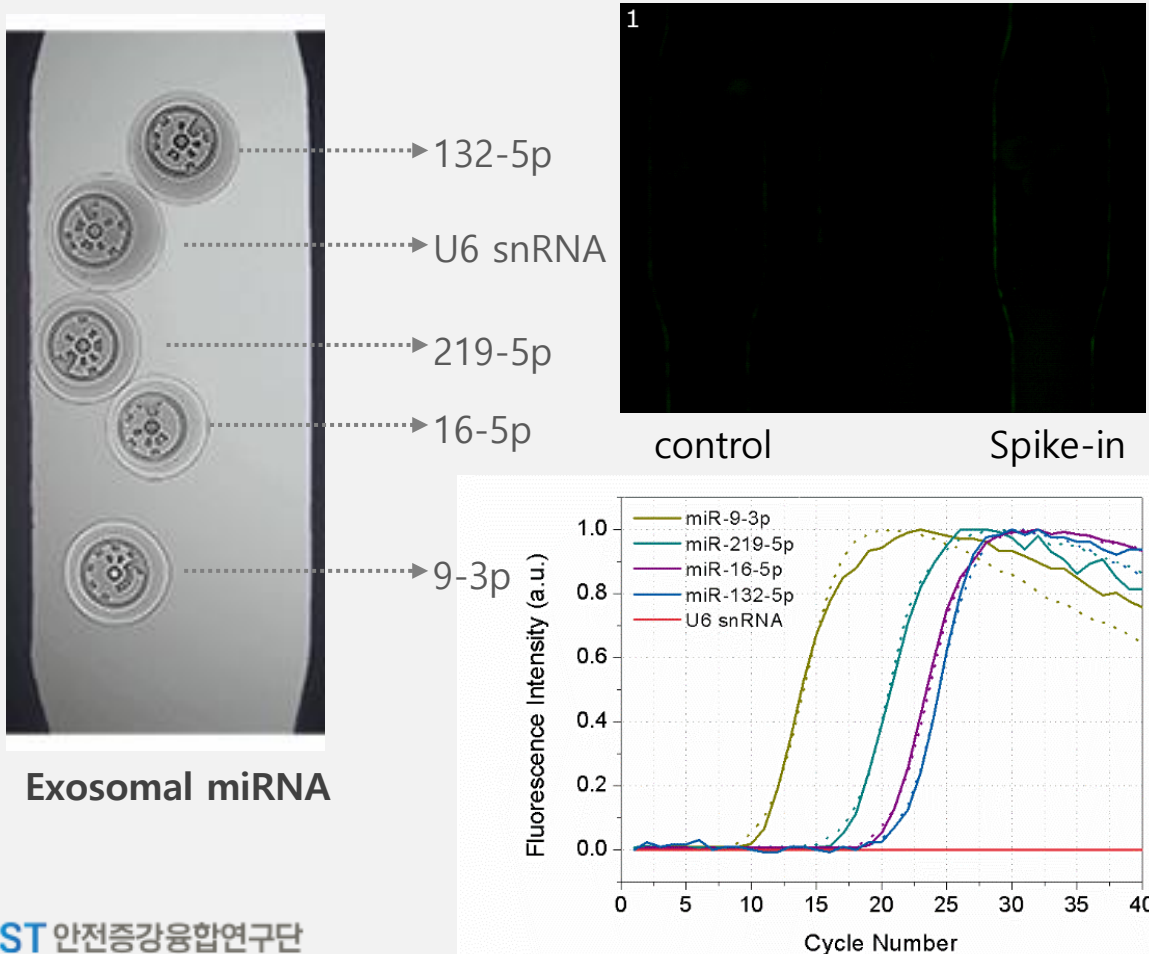 132-5p
U6 snRNA
219-5p
16-5p
9-3p
Exosomal miRNA
1
control
Spike-in
miR-9-3p
miR-219-5p
miR-16-5p
miR-132-5p
U6 snRNA
Fluorescence Intensity (a.u.)
1.0
0.8
0.6
0.4
0.2
0.0
0 5 10 15 20 25 30 35 40
Cycle Number
ST 안전증강융합연구단